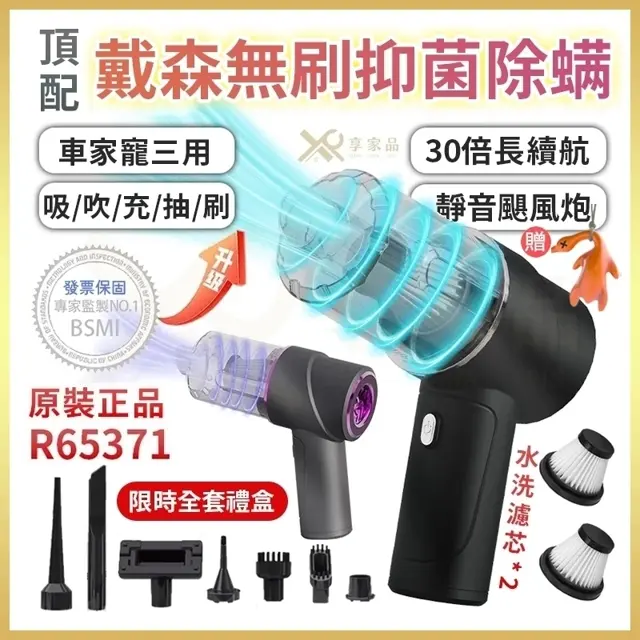 頂配
戴森無刷抑菌除螨
車家寵三用
享家品
30倍長續航
吸/吹/充/抽/刷
靜音颶風炮
贈
升级
發票保固
專家監製NO.1
BSMI
原裝正品
R65371
限時全套禮盒
水洗濾芯*2